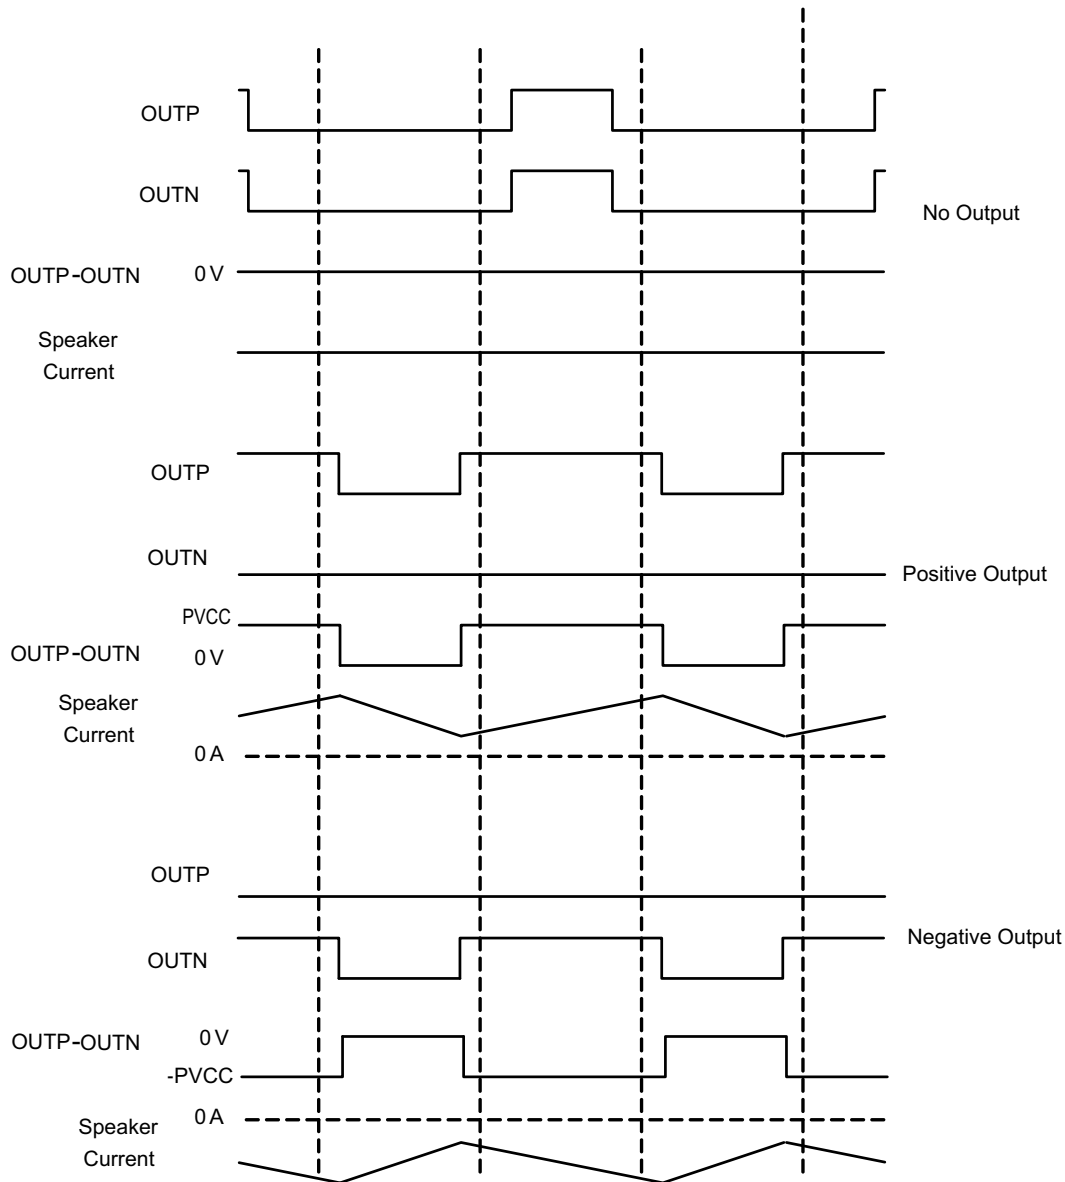 OUTP
OUTN
No Output
OUTP-OUTN 0 V
Speaker
Current
OUTP
OUTN
Positive Output
PVCC
OUTP-OUTN 0 V
Speaker
Current
0 A
OUTP
Negative Output
OUTN
OUTP-OUTN 0 V
-PVCC
0 A
Speaker
Current